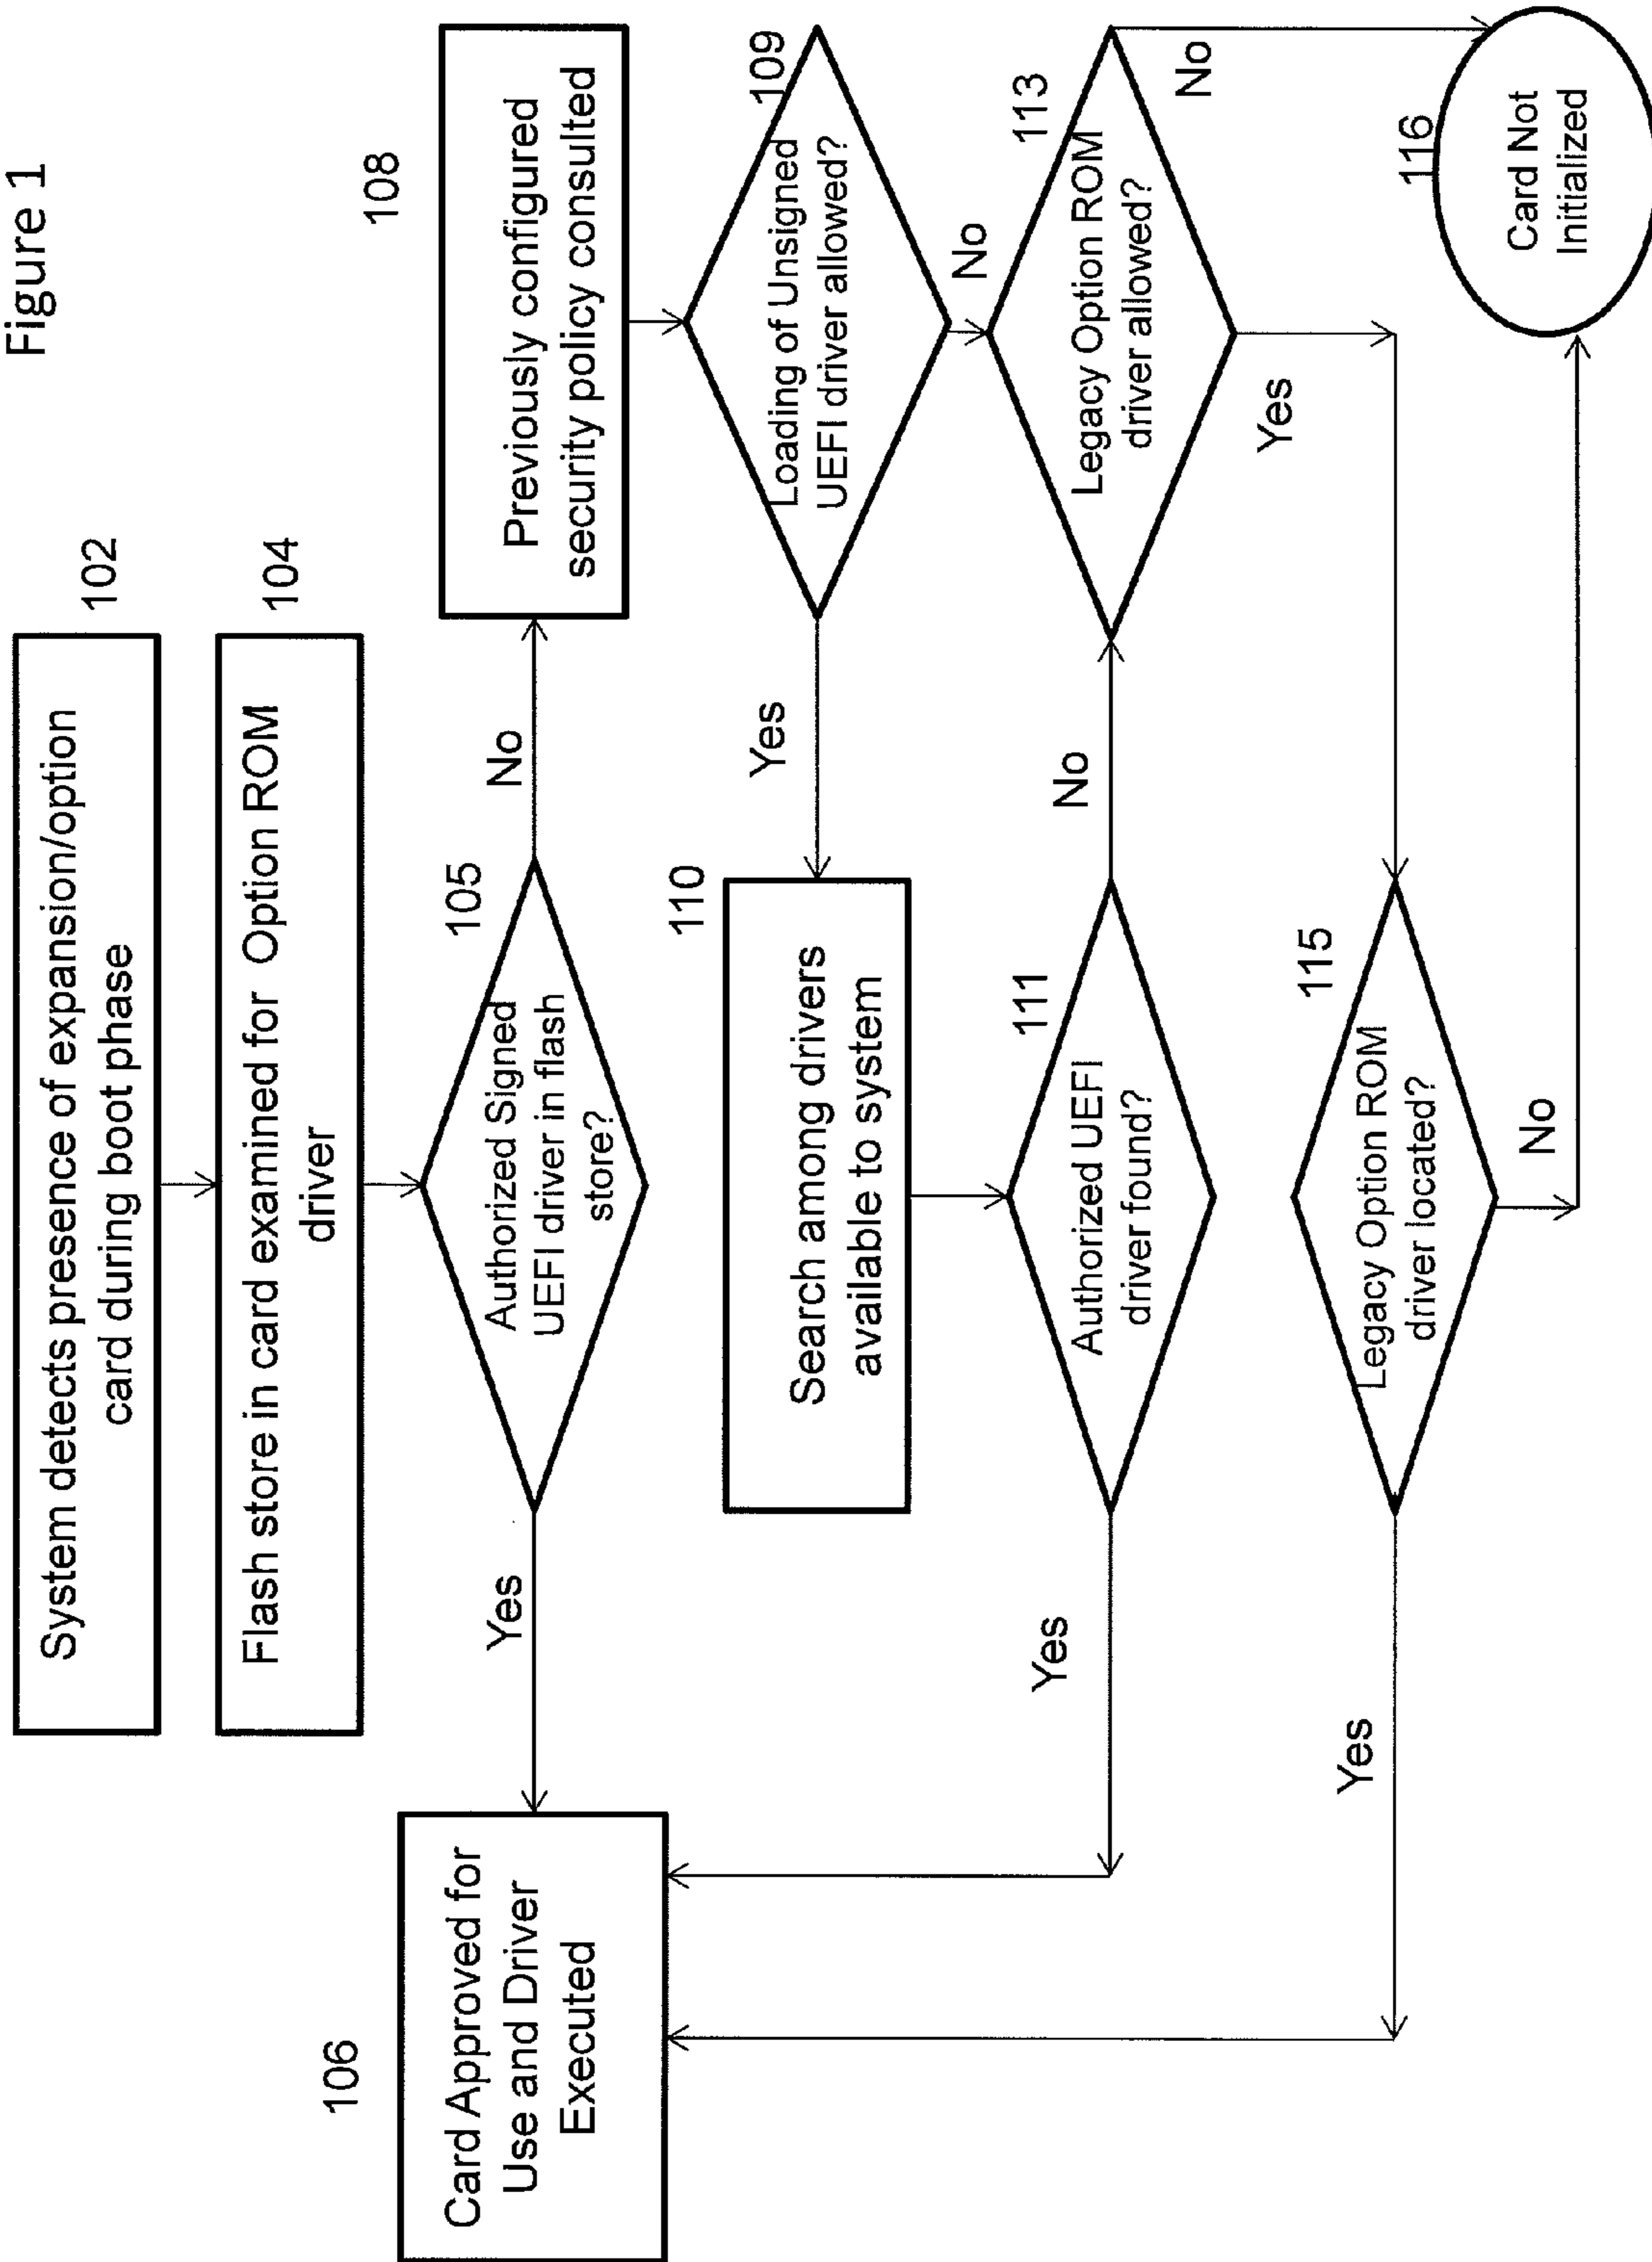 Figure 1
102
System detects presence of expansion/option
card during boot phase
104
Flash store in card examined for Option ROM
driver
105
Authorized Signed
UEFI driver in flash
store?
Yes
No
106
Card Approved for
Use and Driver
Executed
108
Previously configured
security policy consulted
109
Loading of Unsigned
UEFI driver allowed?
Yes
No
110
Search among drivers
available to system
111
Authorized UEFI
driver found?
Yes
No
113
Legacy Option ROM
driver allowed?
No
Yes
115
Legacy Option ROM
driver located?
Yes
No
116
Card Not
Initialized